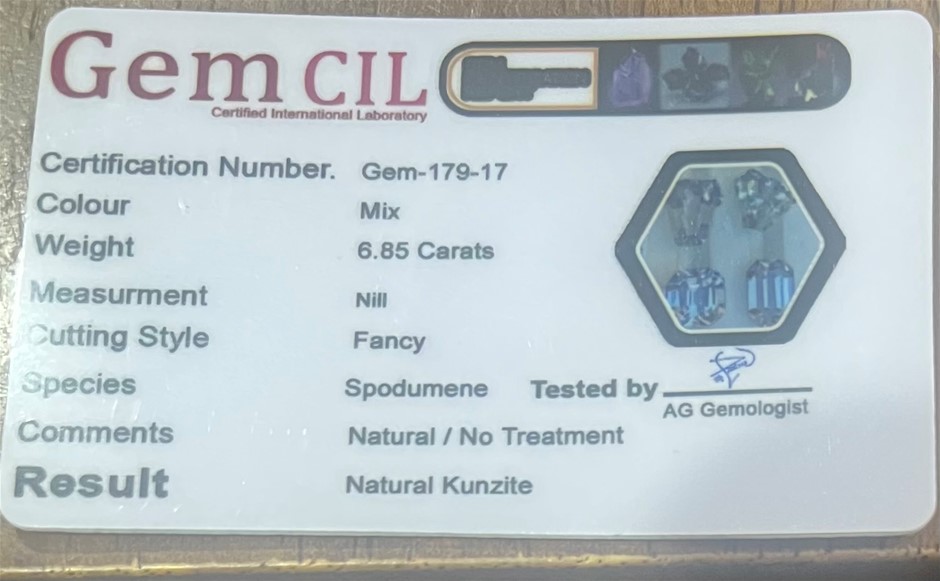 Gem CIL
Certified International Laboratory
Certification Number. Gem-179-17
Colour Mix
Weight 6.85 Carats
Measurment Nill
Cutting Style Fancy
Species Spodumene Tested by
AG Gemologist
Comments Natural / No Treatment
Result Natural Kunzite